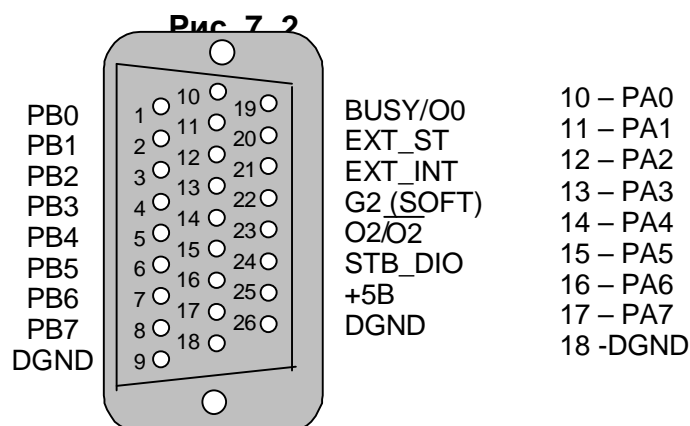 Рис. 7. 2
PB0
PB1
PB2
PB3
PB4
PB5
PB6
PB7
DGND
1
2
3
4
5
6
7
8
9
10
11
12
13
14
15
16
17
18
19
20
21
22
23
24
25
26
BUSY/O0
EXT_ST
EXT_INT
G2 (SOFT)
O2/O2
STB_DIO
+5В
DGND
10 – PA0
11 – PA1
12 – PA2
13 – PA3
14 – PA4
15 – PA5
16 – PA6
17 – PA7
18 -DGND